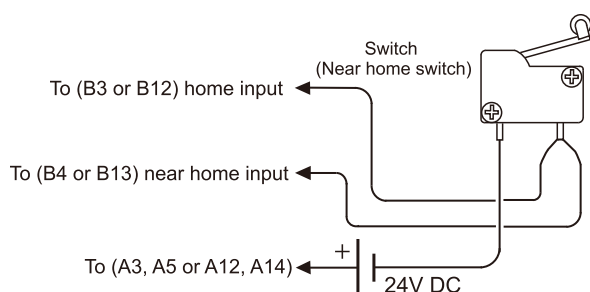 Switch
(Near home switch)
To (B3 or B12) home input
To (B4 or B13) near home input
To (A3, A5 or A12, A14)
+
24V DC